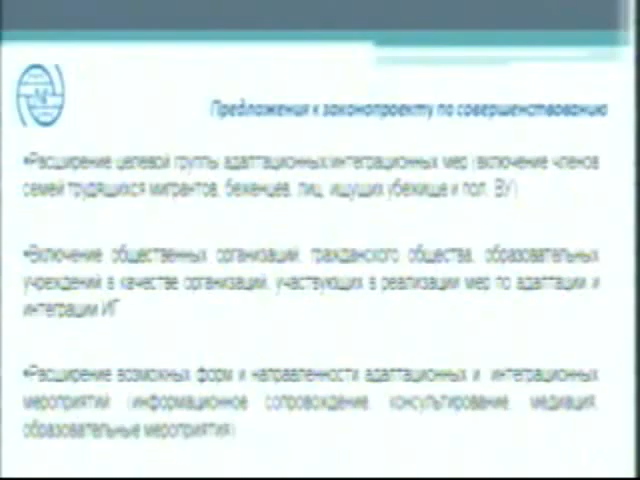 Предложения к законопроекту по совершенствованию
•Расширение целевой группы адаптационных/интеграционных мер (включение членов
семей трудящихся мигрантов, беженцев, лиц, ищущих убежище и пол. ВУ)
•Включение общественных организаций, гражданского общества, образовательных
учреждений в качестве организаций, участвующих в реализации мер по адаптации и
интеграции ИГ
•Расширение возможных форм и направленности адаптационных и интеграционных
мероприятий (информационное сопровождение, консультирование, медиация,
образовательные мероприятия)